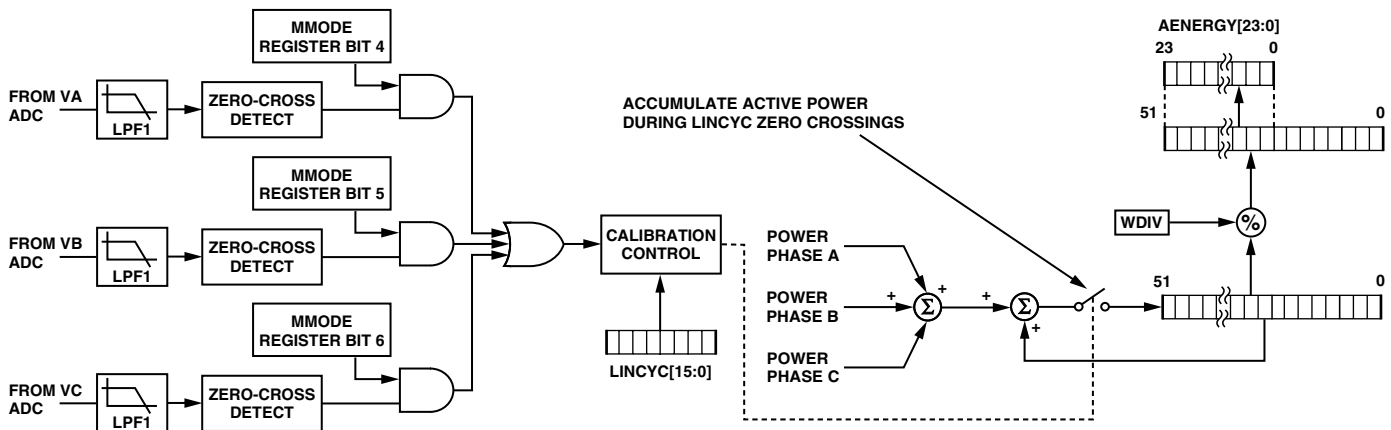 MMODE
REGISTER BIT 4
FROM VA
ADC
LPF1
ZERO-CROSS
DETECT
MMODE
REGISTER BIT 5
FROM VB
ADC
LPF1
ZERO-CROSS
DETECT
MMODE
REGISTER BIT 6
FROM VC
ADC
LPF1
ZERO-CROSS
DETECT
CALIBRATION
CONTROL
LINCYC[15:0]
ACCUMULATE ACTIVE POWER
DURING LINCYC ZERO CROSSINGS
POWER
PHASE A
POWER
PHASE B
POWER
PHASE C
+
+
Σ
+
Σ
+
AENERGY[23:0]
23 0
51 0
WDIV
%
51 0